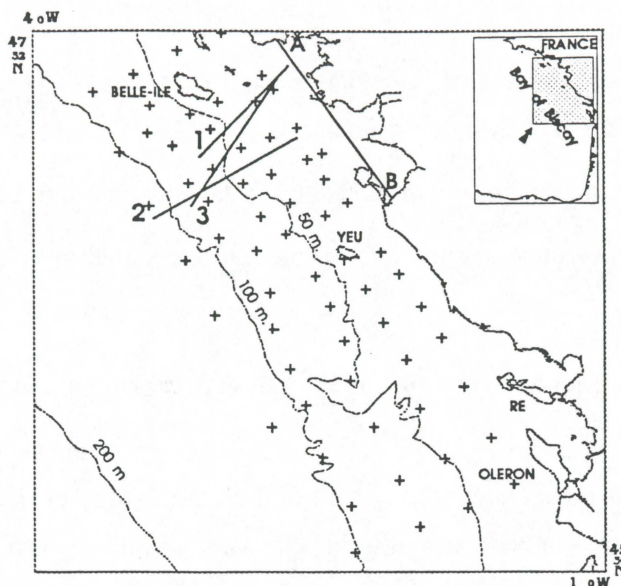 4 oW
47
32
N
A
FRANCE
Bay of Biscay
BELLE-ILE
1
B
2
3
50 m.
YEU
100 m.
RE
200 m.
OLERON
1 oW